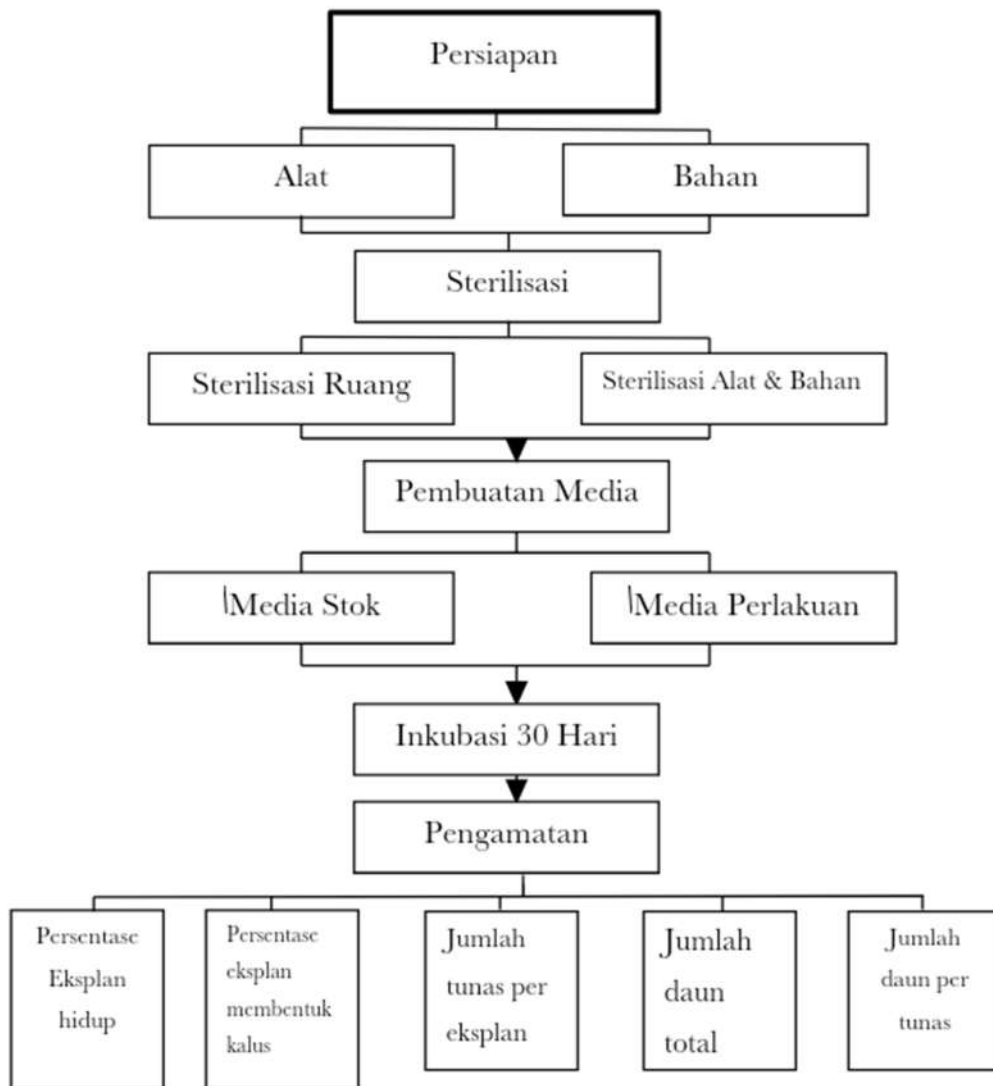 Persiapan
Alat
Bahan
Sterilisasi
Sterilisasi Ruang
Sterilisasi Alat & Bahan
Pembuatan Media
Media Stok
Media Perlakuan
Inkubasi 30 Hari
Pengamatan
Persentase
Eksplan
hidup
Persentase
eksplan
membentuk
kalus
Jumlah
tunas per
eksplan
Jumlah
daun
total
Jumlah
daun per
tunas